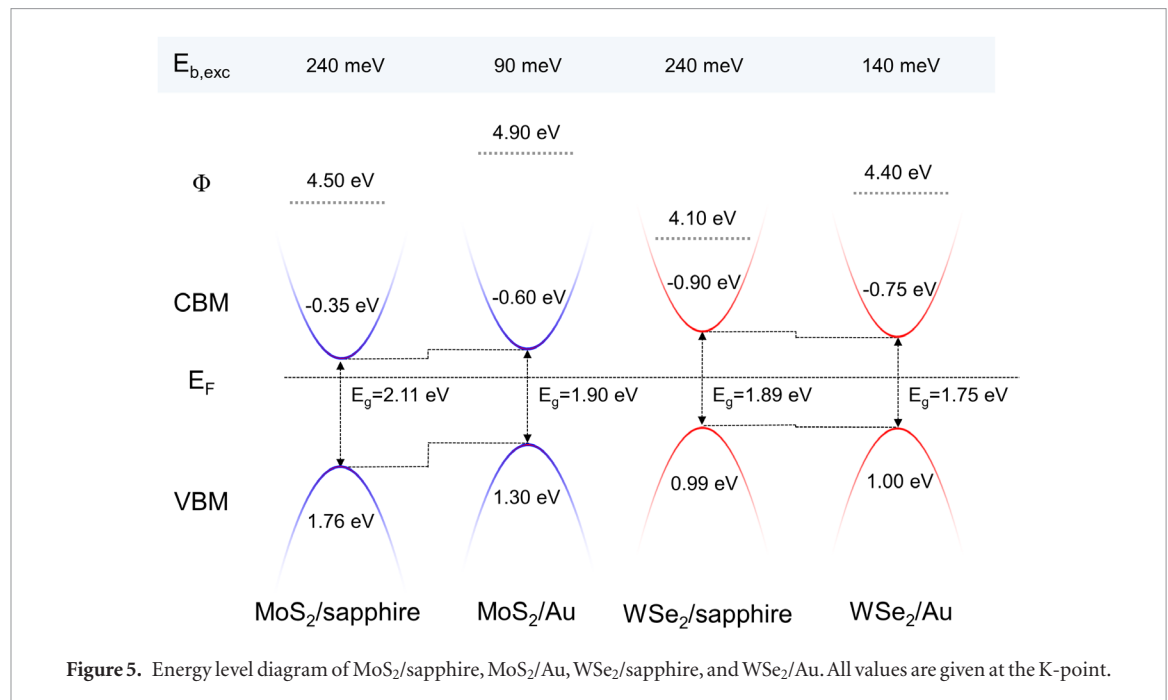 E_b,exc 240 meV 90 meV 240 meV 140 meV
4.90 eV
Φ 4.50 eV 4.40 eV
4.10 eV
CBM -0.35 eV -0.60 eV -0.90 eV -0.75 eV
E_F
E_g=2.11 eV E_g=1.90 eV E_g=1.89 eV E_g=1.75 eV
VBM 1.76 eV 1.30 eV 0.99 eV 1.00 eV
MoS₂/sapphire MoS₂/Au WSe₂/sapphire WSe₂/Au
Figure 5. Energy level diagram of MoS₂/sapphire, MoS₂/Au, WSe₂/sapphire, and WSe₂/Au. All values are given at the K-point.